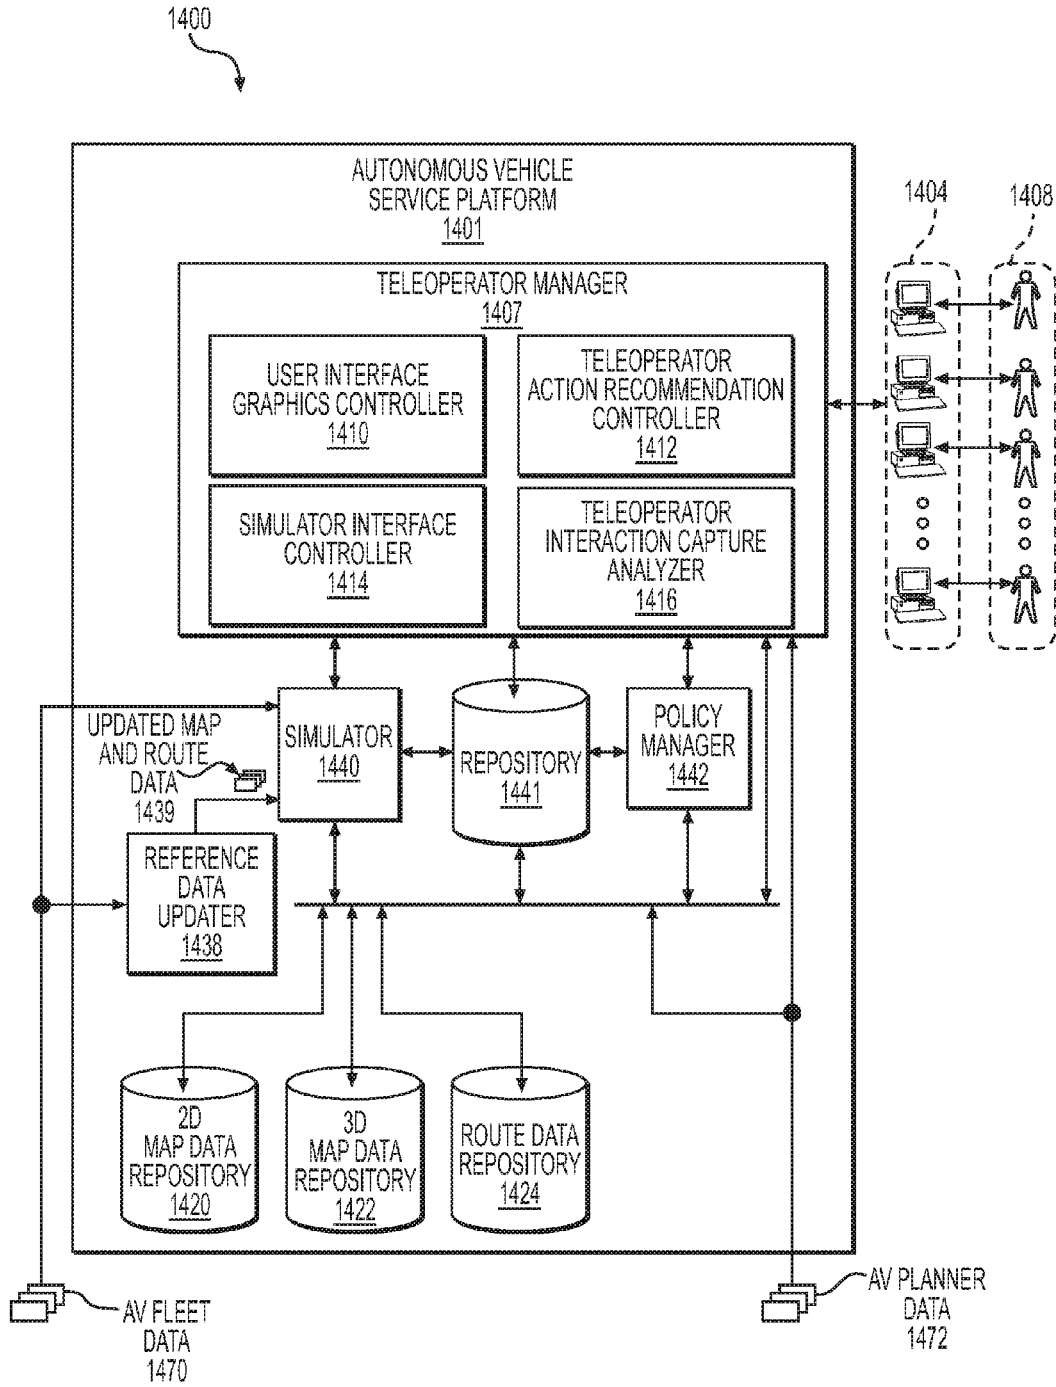 1400
AUTONOMOUS VEHICLE
SERVICE PLATFORM
1401
1404
1408
TELEOPERATOR MANAGER
1407
USER INTERFACE
GRAPHICS CONTROLLER
1410
TELEOPERATOR
ACTION RECOMMENDATION
CONTROLLER
1412
SIMULATOR INTERFACE
CONTROLLER
1414
TELEOPERATOR
INTERACTION CAPTURE
ANALYZER
1416
UPDATED MAP
AND ROUTE
DATA
1439
SIMULATOR
1440
REPOSITORY
1441
POLICY
MANAGER
1442
REFERENCE
DATA
UPDATER
1438
2D
MAP DATA
REPOSITORY
1420
3D
MAP DATA
REPOSITORY
1422
ROUTE DATA
REPOSITORY
1424
AV FLEET
DATA
1470
AV PLANNER
DATA
1472